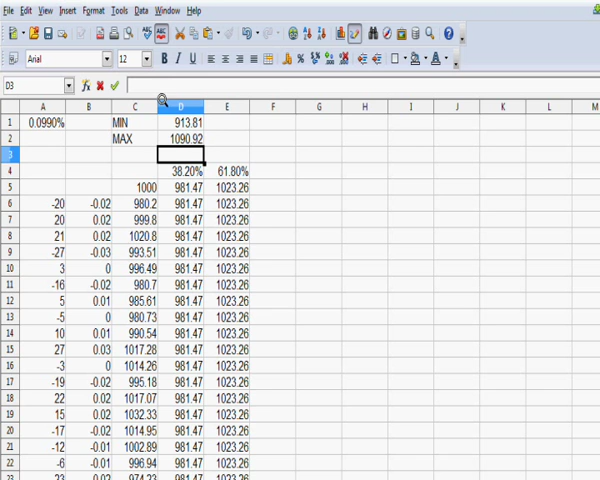 File Edit View Insert Format Tools Data Window Help
Arial 12 B I U
D3
A B C D E F G H I J K L M
1 0.0990% MIN 913.81
2 MAX 1090.92
3
4 38.20% 61.80%
5 1000 981.47 1023.26
6 -20 -0.02 980.2 981.47 1023.26
7 20 0.02 999.8 981.47 1023.26
8 21 0.02 1020.8 981.47 1023.26
9 -27 -0.03 993.51 981.47 1023.26
10 3 0 996.49 981.47 1023.26
11 -16 -0.02 980.7 981.47 1023.26
12 5 0.01 985.61 981.47 1023.26
13 -5 0 980.73 981.47 1023.26
14 10 0.01 990.54 981.47 1023.26
15 27 0.03 1017.28 981.47 1023.26
16 -3 0 1014.26 981.47 1023.26
17 -19 -0.02 995.18 981.47 1023.26
18 22 0.02 1017.07 981.47 1023.26
19 15 0.02 1032.33 981.47 1023.26
20 -17 -0.02 1014.95 981.47 1023.26
21 -12 -0.01 1002.89 981.47 1023.26
22 -6 -0.01 996.94 981.47 1023.26
23 23 -0.02 974.23 981.47 1023.26